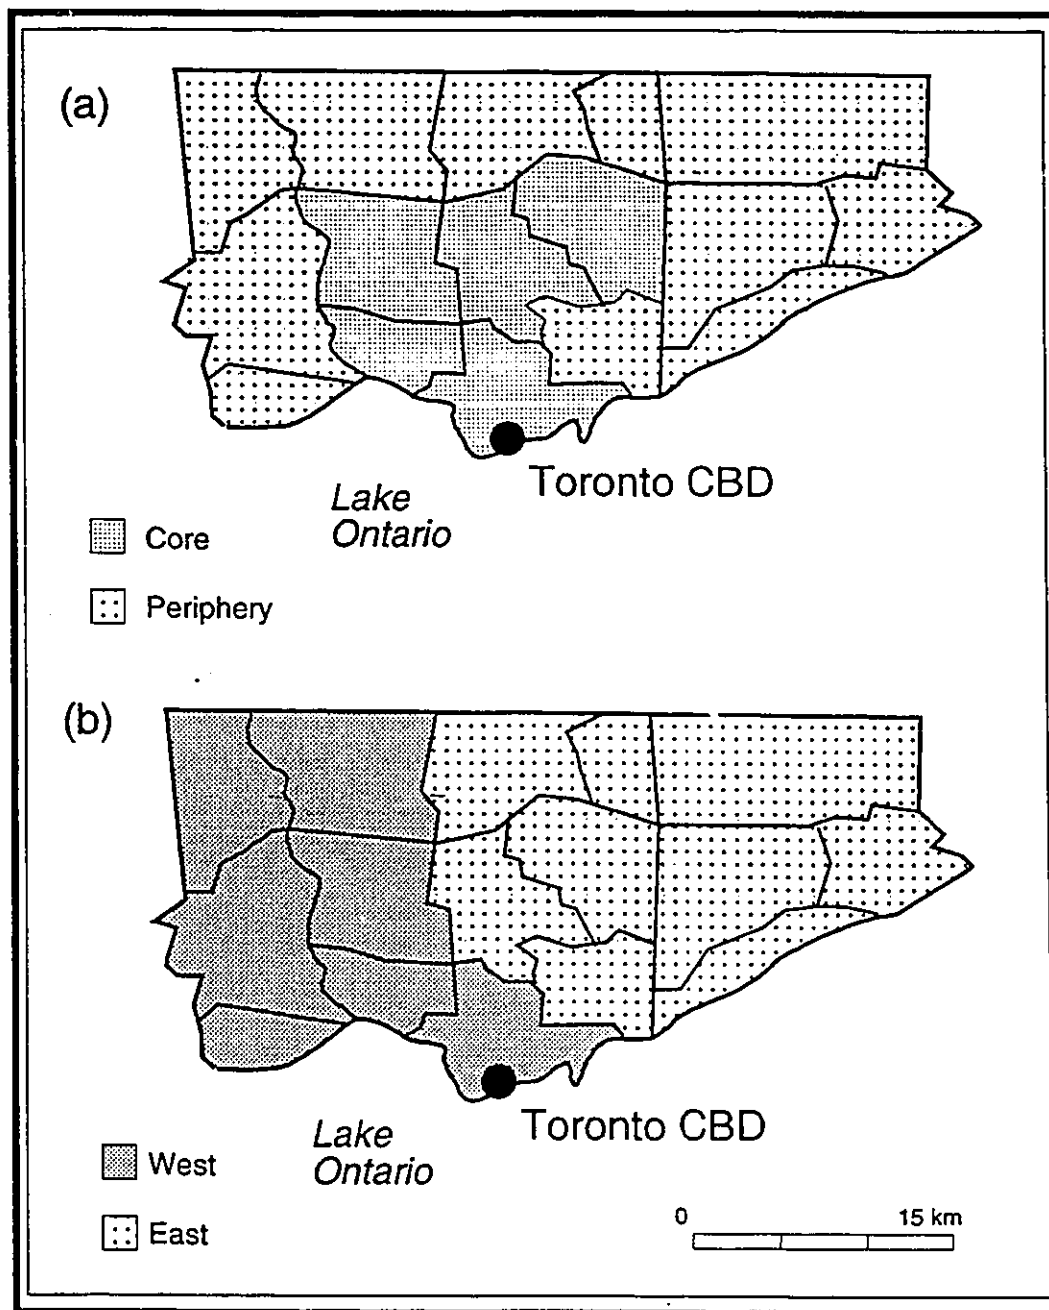 (a)
Toronto CBD
Lake
Ontario
Core
Periphery
(b)
Toronto CBD
Lake
Ontario
West
East
0 15 km